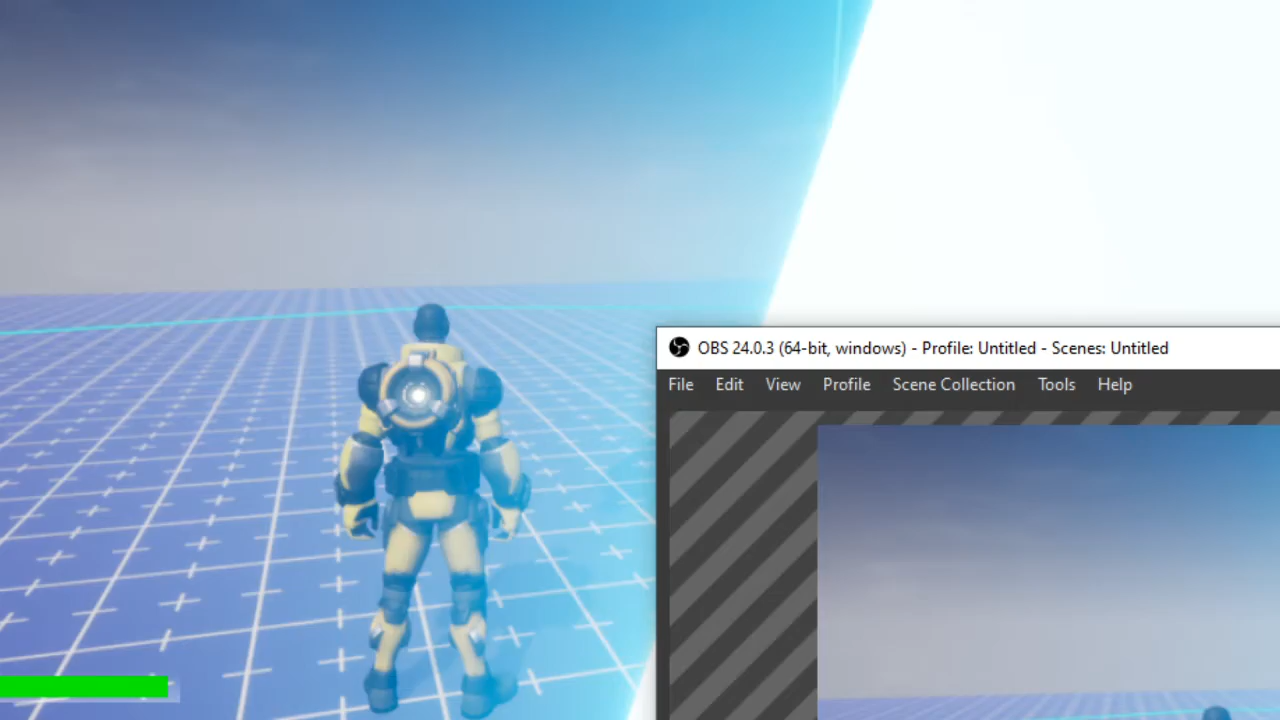 OBS 24.0.3 (64-bit, windows) - Profile: Untitled - Scenes: Untitled
File Edit View Profile Scene Collection Tools Help